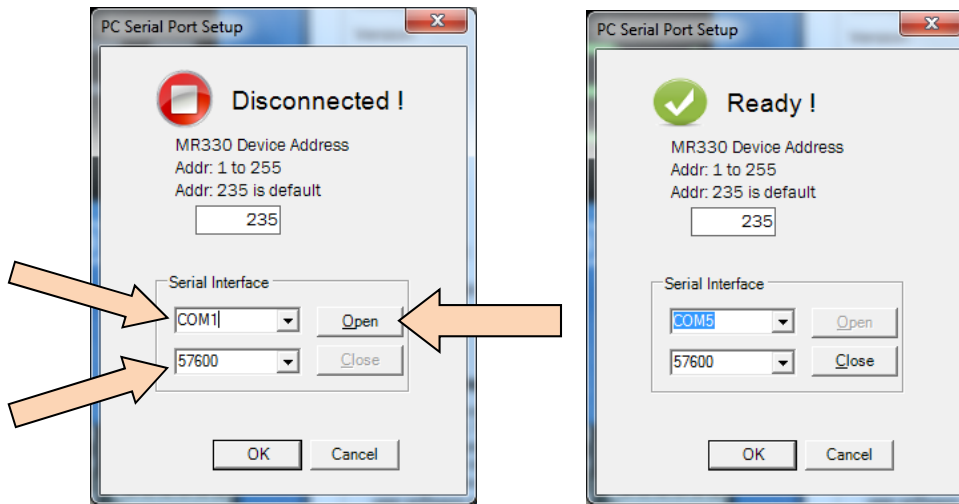 PC Serial Port Setup
Disconnected !
MR330 Device Address
Addr: 1 to 255
Addr: 235 is default
235
Serial Interface
COM1
Open
57600
Close
OK
Cancel
PC Serial Port Setup
Ready !
MR330 Device Address
Addr: 1 to 255
Addr: 235 is default
235
Serial Interface
COM5
Open
57600
Close
OK
Cancel